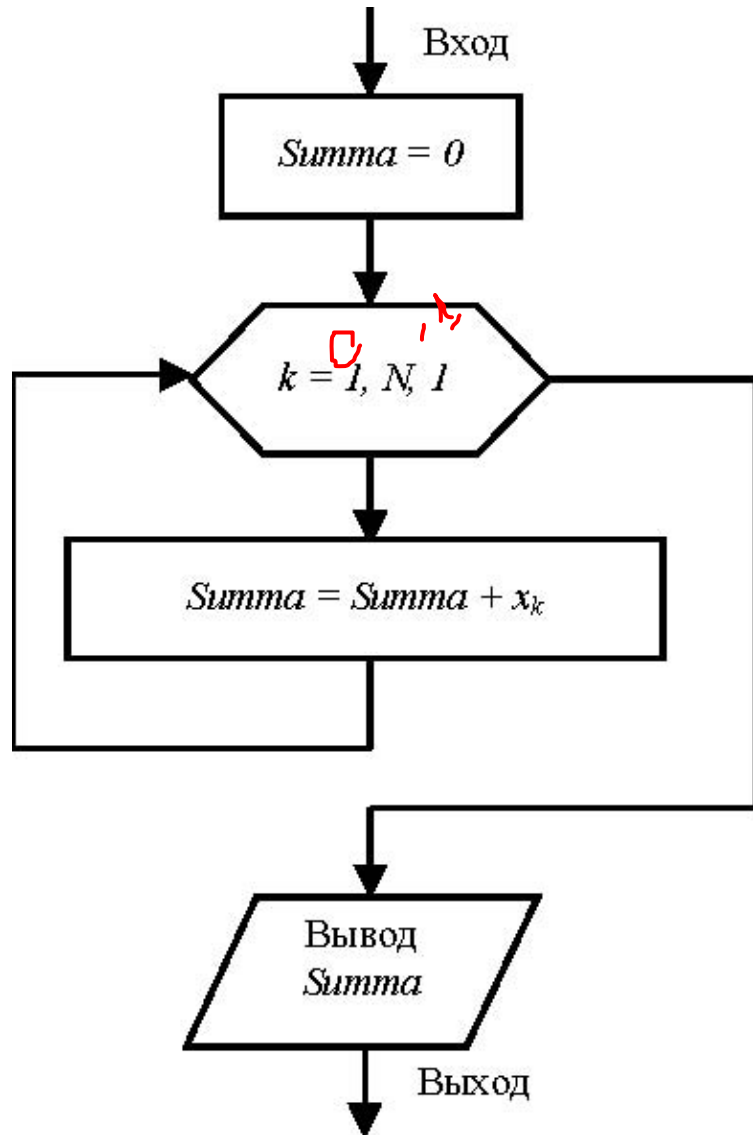 Вход
Summa = 0
k = 1, N, 1
Summa = Summa + xₖ
Вывод
Summa
Выход